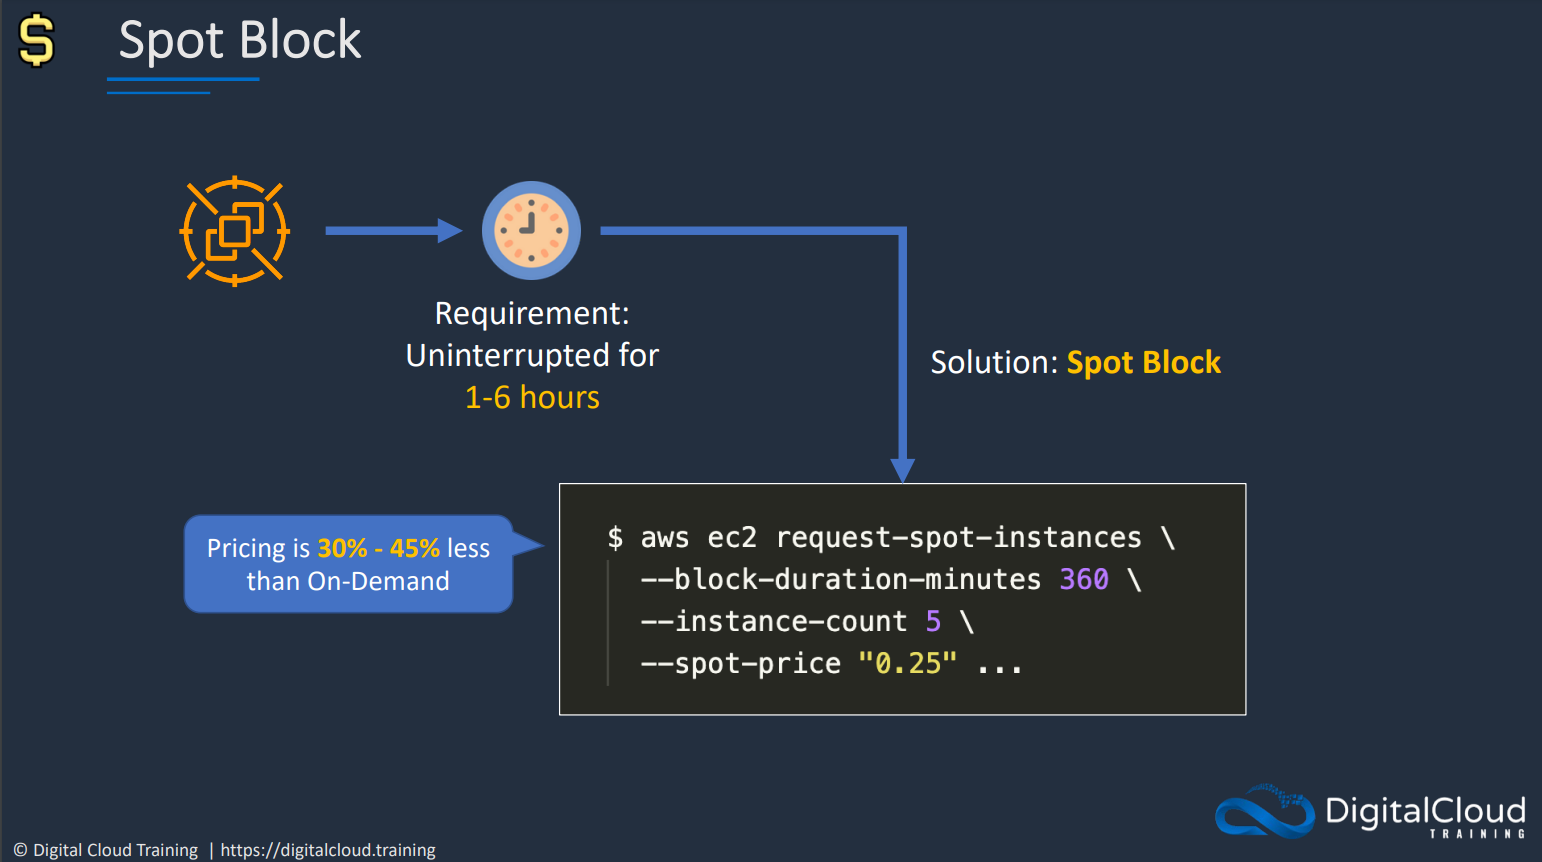 Spot Block
Requirement:
Uninterrupted for
1-6 hours
Solution: Spot Block
Pricing is 30% - 45% less
than On-Demand
$ aws ec2 request-spot-instances \
--block-duration-minutes 360 \
--instance-count 5 \
--spot-price "0.25" ...
DigitalCloud
TRAINING
© Digital Cloud Training | https://digitalcloud.training